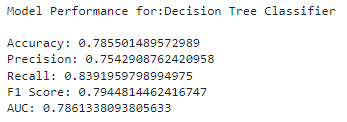 Model Performance for:Decision Tree Classifier
Accuracy: 0.785501489572989
Precision: 0.7542908762420958
Recall: 0.8391959798994975
F1 Score: 0.7944814462416747
AUC: 0.7861338093805633